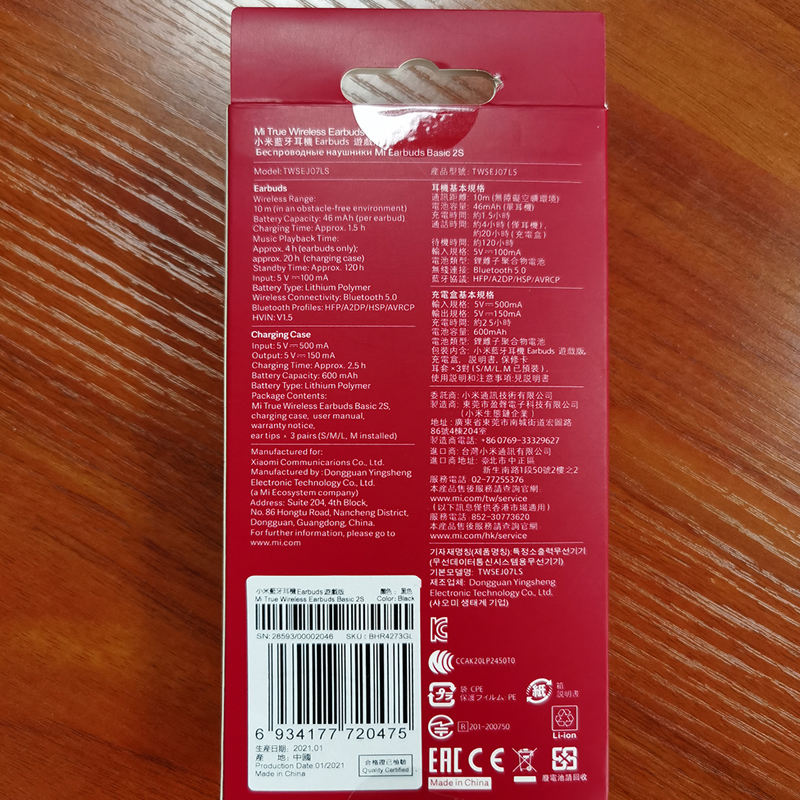 Mi True Wireless Earbuds
小米藍牙耳機 Earbuds 遊戲
Беспроводные наушники Mi Earbuds Basic 2S
Model: TWSEJ07LS
產品型號: TWSEJ07LS
Earbuds
Wireless Range:
10 m (in an obstacle-free environment)
Battery Capacity: 46 mAh (per earbud)
Charging Time: Approx. 1.5 h
Music Playback Time:
Approx. 4 h (earbuds only);
approx. 20 h (charging case)
Standby Time: Approx. 120 h
Input: 5 V⎓100 mA
Battery Type: Lithium Polymer
Wireless Connectivity: Bluetooth 5.0
Bluetooth Profiles: HFP/A2DP/HSP/AVRCP
HVIN: V1.5
Charging Case
Input: 5 V⎓500 mA
Output: 5 V⎓150 mA
Charging Time: Approx. 2.5 h
Battery Capacity: 600 mAh
Battery Type: Lithium Polymer
Package Contents:
Mi True Wireless Earbuds Basic 2S,
charging case, user manual,
warranty notice,
ear tips × 3 pairs (S/M/L, M installed)
Manufactured for:
Xiaomi Communications Co., Ltd.
Manufactured by: Dongguan Yingsheng
Electronic Technology Co., Ltd.
(a Mi Ecosystem company)
Address: Suite 204, 4th Block,
No. 86 Hongtu Road, Nancheng District,
Dongguan, Guangdong, China.
For further information, please go to
www.mi.com
耳機基本規格
通訊距離: 10m (無障礙空曠環境)
電池容量: 46mAh (單耳機)
充電時間: 約1.5小時
通話時間: 約4小時 (僅耳機),
約20小時 (充電盒)
待機時間: 約120小時
輸入規格: 5V⎓100mA
電池類型: 鋰離子聚合物電池
無線連接: Bluetooth 5.0
藍牙協議: HFP/A2DP/HSP/AVRCP
充電盒基本規格
輸入規格: 5V⎓500mA
輸出規格: 5V⎓150mA
充電時間: 約2.5小時
電池容量: 600mAh
電池類型: 鋰離子聚合物電池
包裝內含: 小米藍牙耳機 Earbuds 遊戲版,
充電盒, 說明書, 保修卡
耳套 ×3對 (S/M/L, M 已預裝),
使用說明和注意事項:見說明書
委託商: 小米通訊技術有限公司
製造商: 東莞市盈聲電子科技有限公司
(小米生態鏈企業)
地址: 廣東省東莞市南城街道宏圖路
86號4棟204室
製造商電話: +86 0769-33329627
進口商: 台灣小米通訊有限公司
進口商地址: 臺北市中正區
新生南路1段50號2樓之2
服務電話 02-77255376
本產品售後服務請查詢官網:
www.mi.com/tw/service
(以下訊息僅供香港市場適用)
服務電話 852-30773620
本產品售後服務請查詢官網
www.mi.com/hk/service
기자재명칭(제품명칭): 특정소출력무선기기
(무선데이터통신시스템용무선기기)
기본모델명: TWSEJ07LS
제조업체: Dongguan Yingsheng
Electronic Technology Co., Ltd.
(샤오미 생태계 기업)
CCAK20LP2450T0
プラ
袋: CPE
保護フィルム: PE
紙
箱
説明書
R 201-200750
Li-ion
EAC CE
廢電池請回收
Made in China
小米藍牙耳機Earbuds 遊戲版
顏色: 黑色
Mi True Wireless Earbuds Basic 2S
Color: Black
SN: 28593/00002046
SKU: BHR4273GL
6 934177 720475
生産日期: 2021.01
產 地: 中國
Production Date:01/2021
Made in China
合格證已檢驗
Quality Certified